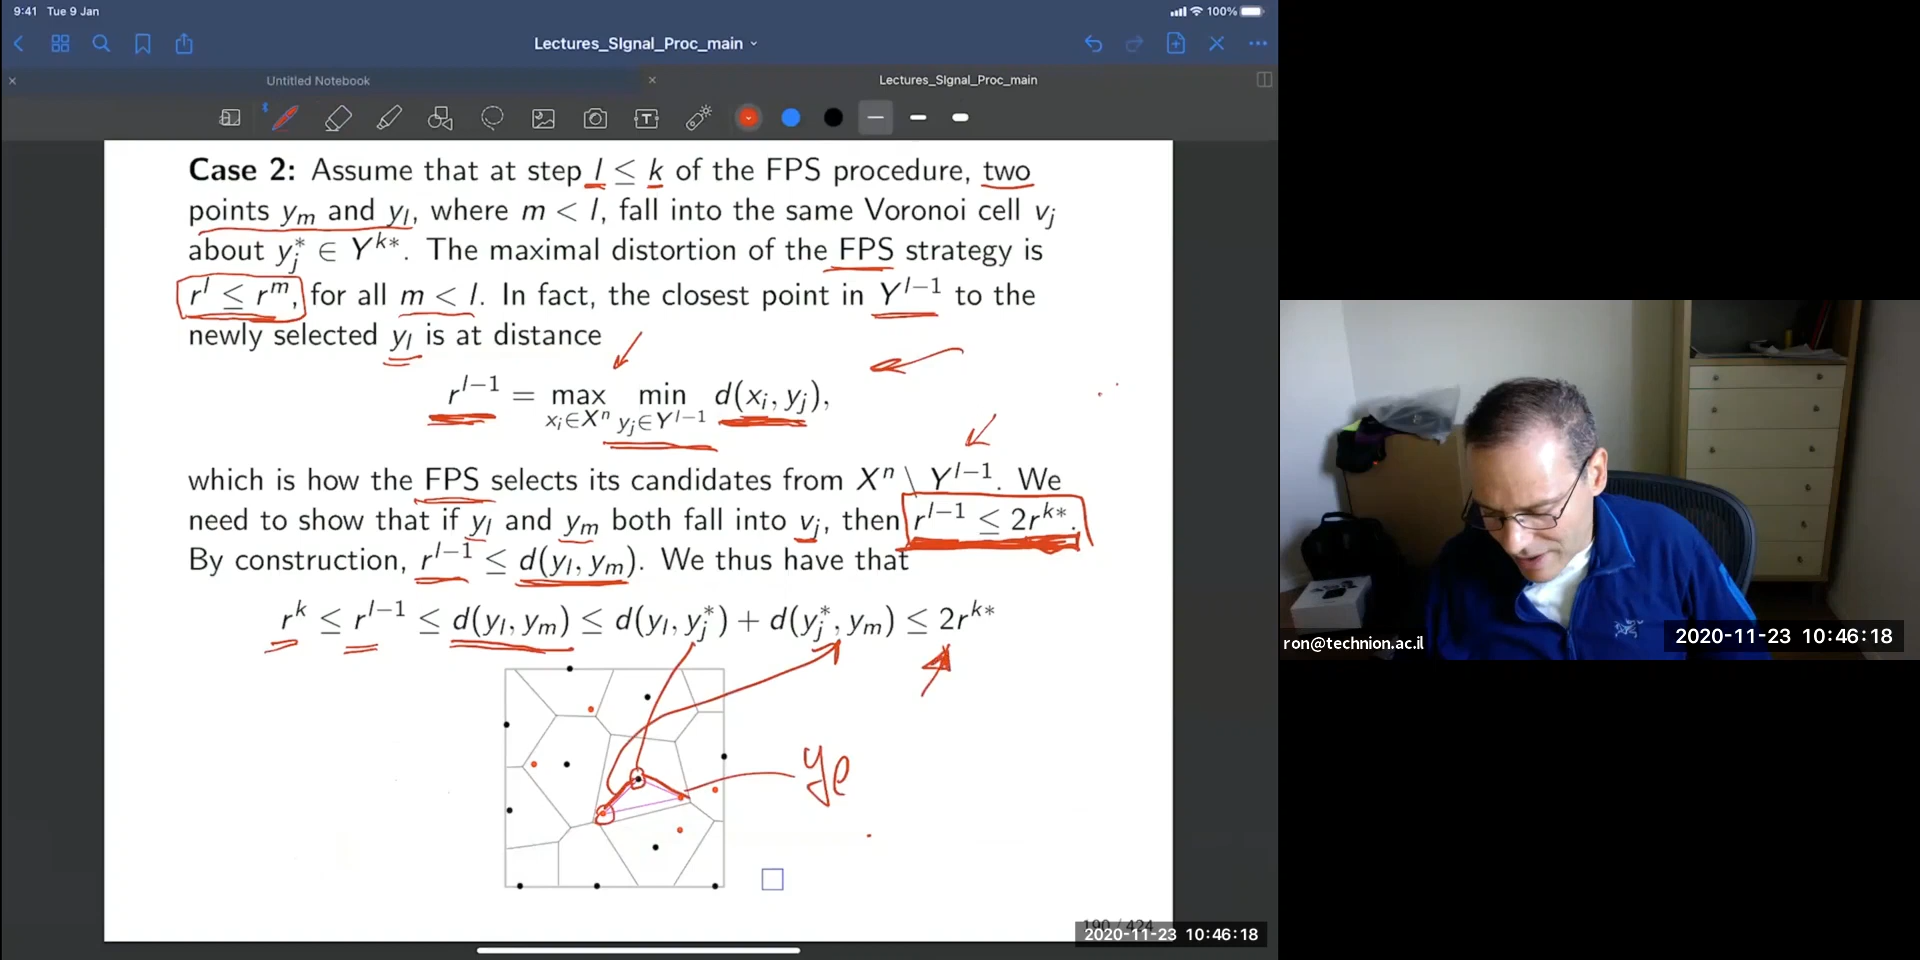 9:41 Tue 9 Jan
100%
Lectures_SIgnal_Proc_main
Untitled Notebook
Lectures_SIgnal_Proc_main
Case 2: Assume that at step l ≤ k of the FPS procedure, two
points y_m and y_l, where m < l, fall into the same Voronoi cell v_j
about y_j^* ∈ Y^{k*}. The maximal distortion of the FPS strategy is
r^l ≤ r^m, for all m < l. In fact, the closest point in Y^{l−1} to the
newly selected y_l is at distance
r^{l−1} = max_{x_i∈X^n} min_{y_j∈Y^{l−1}} d(x_i, y_j),
which is how the FPS selects its candidates from X^n \ Y^{l−1}. We
need to show that if y_l and y_m both fall into v_j, then r^{l−1} ≤ 2r^{k*}.
By construction, r^{l−1} ≤ d(y_l, y_m). We thus have that
r^k ≤ r^{l−1} ≤ d(y_l, y_m) ≤ d(y_l, y_j^*) + d(y_j^*, y_m) ≤ 2r^{k*}
y_l
190 / 424
2020-11-23 10:46:18
ron@technion.ac.il
2020-11-23 10:46:18